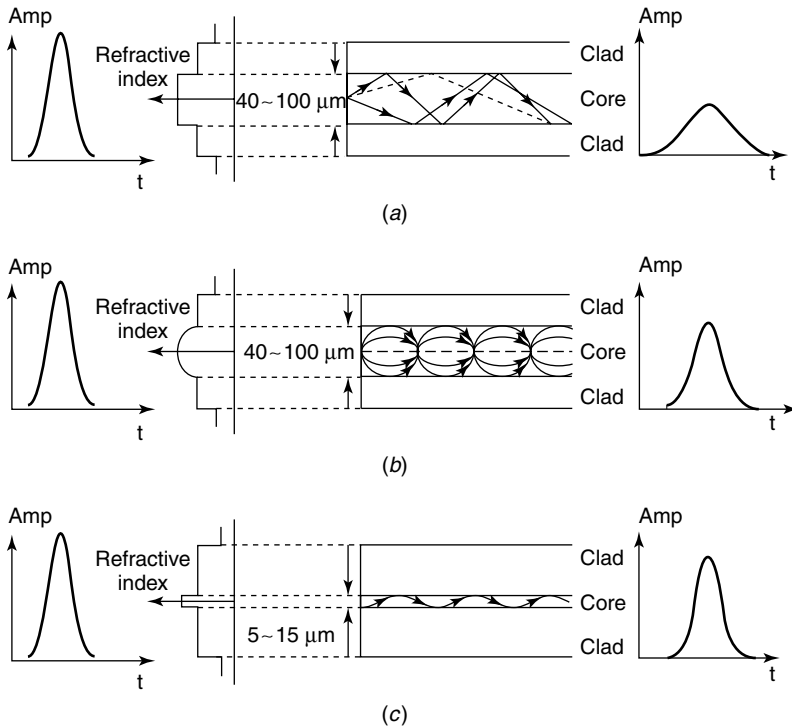 Amp
Refractive
index
t
40~100 μm
Clad
Core
Clad
Amp
t
(a)
Amp
Refractive
index
t
40~100 μm
Clad
Core
Clad
Amp
t
(b)
Amp
Refractive
index
t
5~15 μm
Clad
Core
Clad
Amp
t
(c)